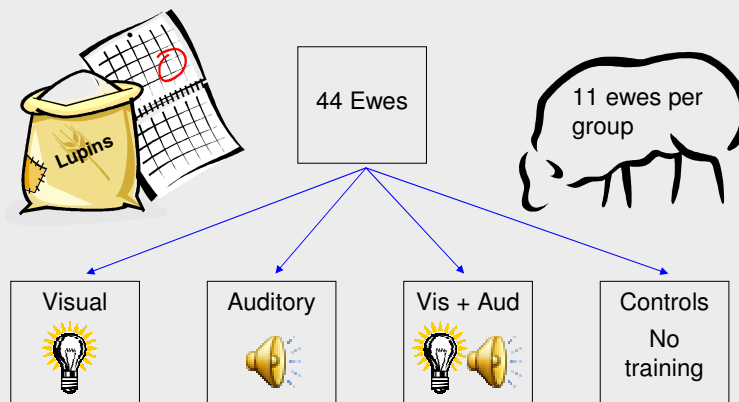 Lupins
44 Ewes
11 ewes per
group
Visual
Auditory
Vis + Aud
Controls
No
training